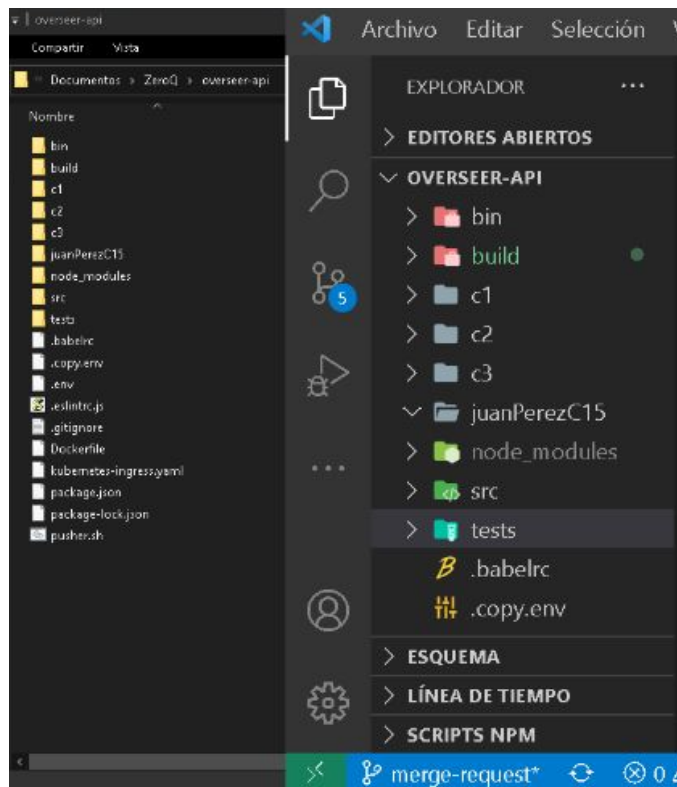 overseer-api
Compartir Vista
Documentos > ZeroQ > overseer-api
Nombre
bin
build
c1
c2
c3
juanPerezC15
node_modules
src
tests
.babelrc
.copy.env
.env
.eslintrc.js
.gitignore
Dockerfile
kubernetes-ingress.yaml
package.json
package-lock.json
pusher.sh
Archivo Editar Selección
EXPLORADOR
EDITORES ABIERTOS
OVERSEER-API
bin
build
c1
c2
c3
juanPerezC15
node_modules
src
tests
.babelrc
.copy.env
ESQUEMA
LÍNEA DE TIEMPO
SCRIPTS NPM
5
merge-request* 0